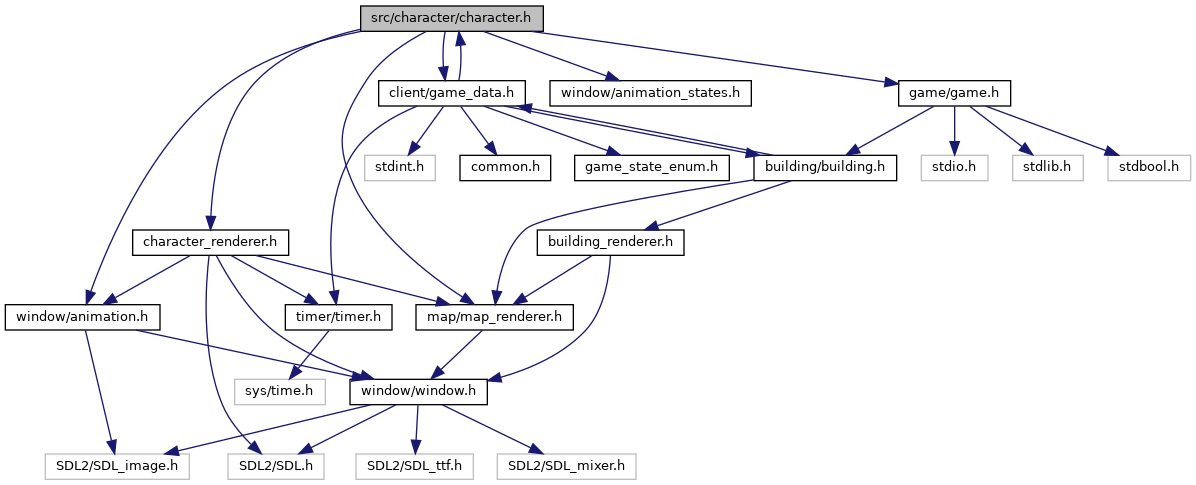 src/character/character.h
client/game_data.h
window/animation_states.h
game/game.h
stdint.h
common.h
game_state_enum.h
building/building.h
stdio.h
stdlib.h
stdbool.h
character_renderer.h
building_renderer.h
window/animation.h
timer/timer.h
map/map_renderer.h
sys/time.h
window/window.h
SDL2/SDL_image.h
SDL2/SDL.h
SDL2/SDL_ttf.h
SDL2/SDL_mixer.h